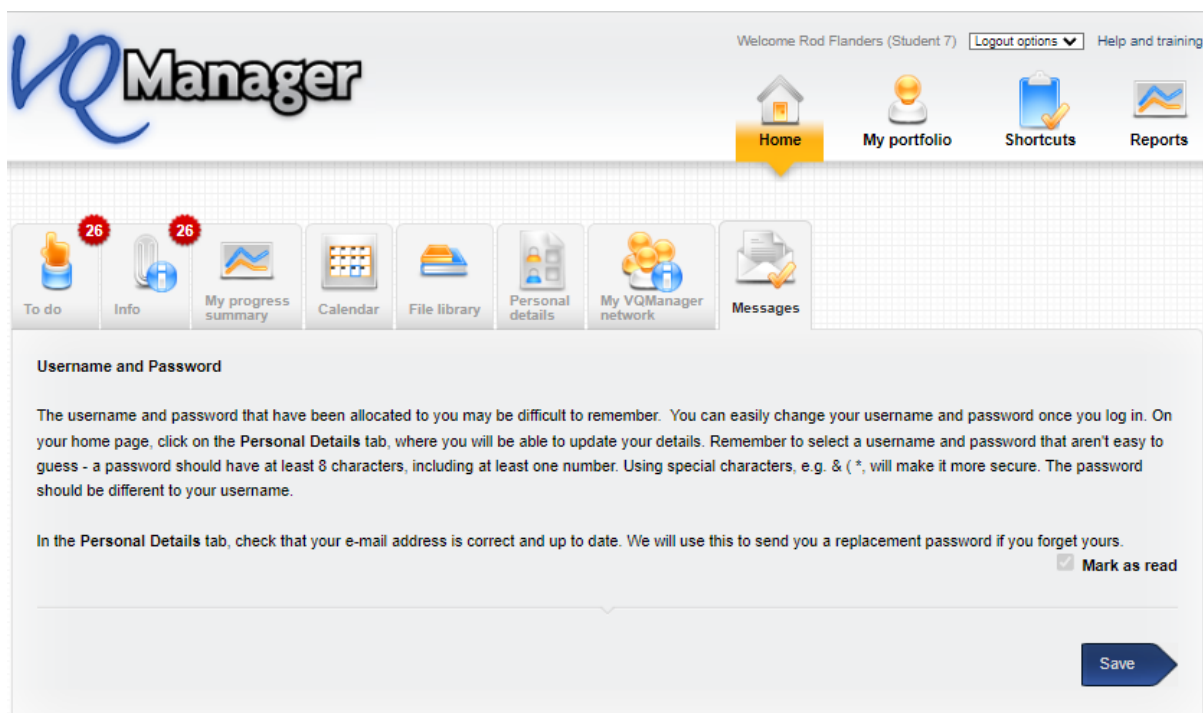 VQManager
Welcome Rod Flanders (Student 7) Logout options Help and training
Home My portfolio Shortcuts Reports
26 26
To do Info My progress summary Calendar File library Personal details My VQManager network Messages
Username and Password
The username and password that have been allocated to you may be difficult to remember.  You can easily change your username and password once you log in. On
your home page, click on the Personal Details tab, where you will be able to update your details. Remember to select a username and password that aren't easy to
guess - a password should have at least 8 characters, including at least one number. Using special characters, e.g. & ( *, will make it more secure. The password
should be different to your username.
In the Personal Details tab, check that your e-mail address is correct and up to date. We will use this to send you a replacement password if you forget yours.
Mark as read
Save